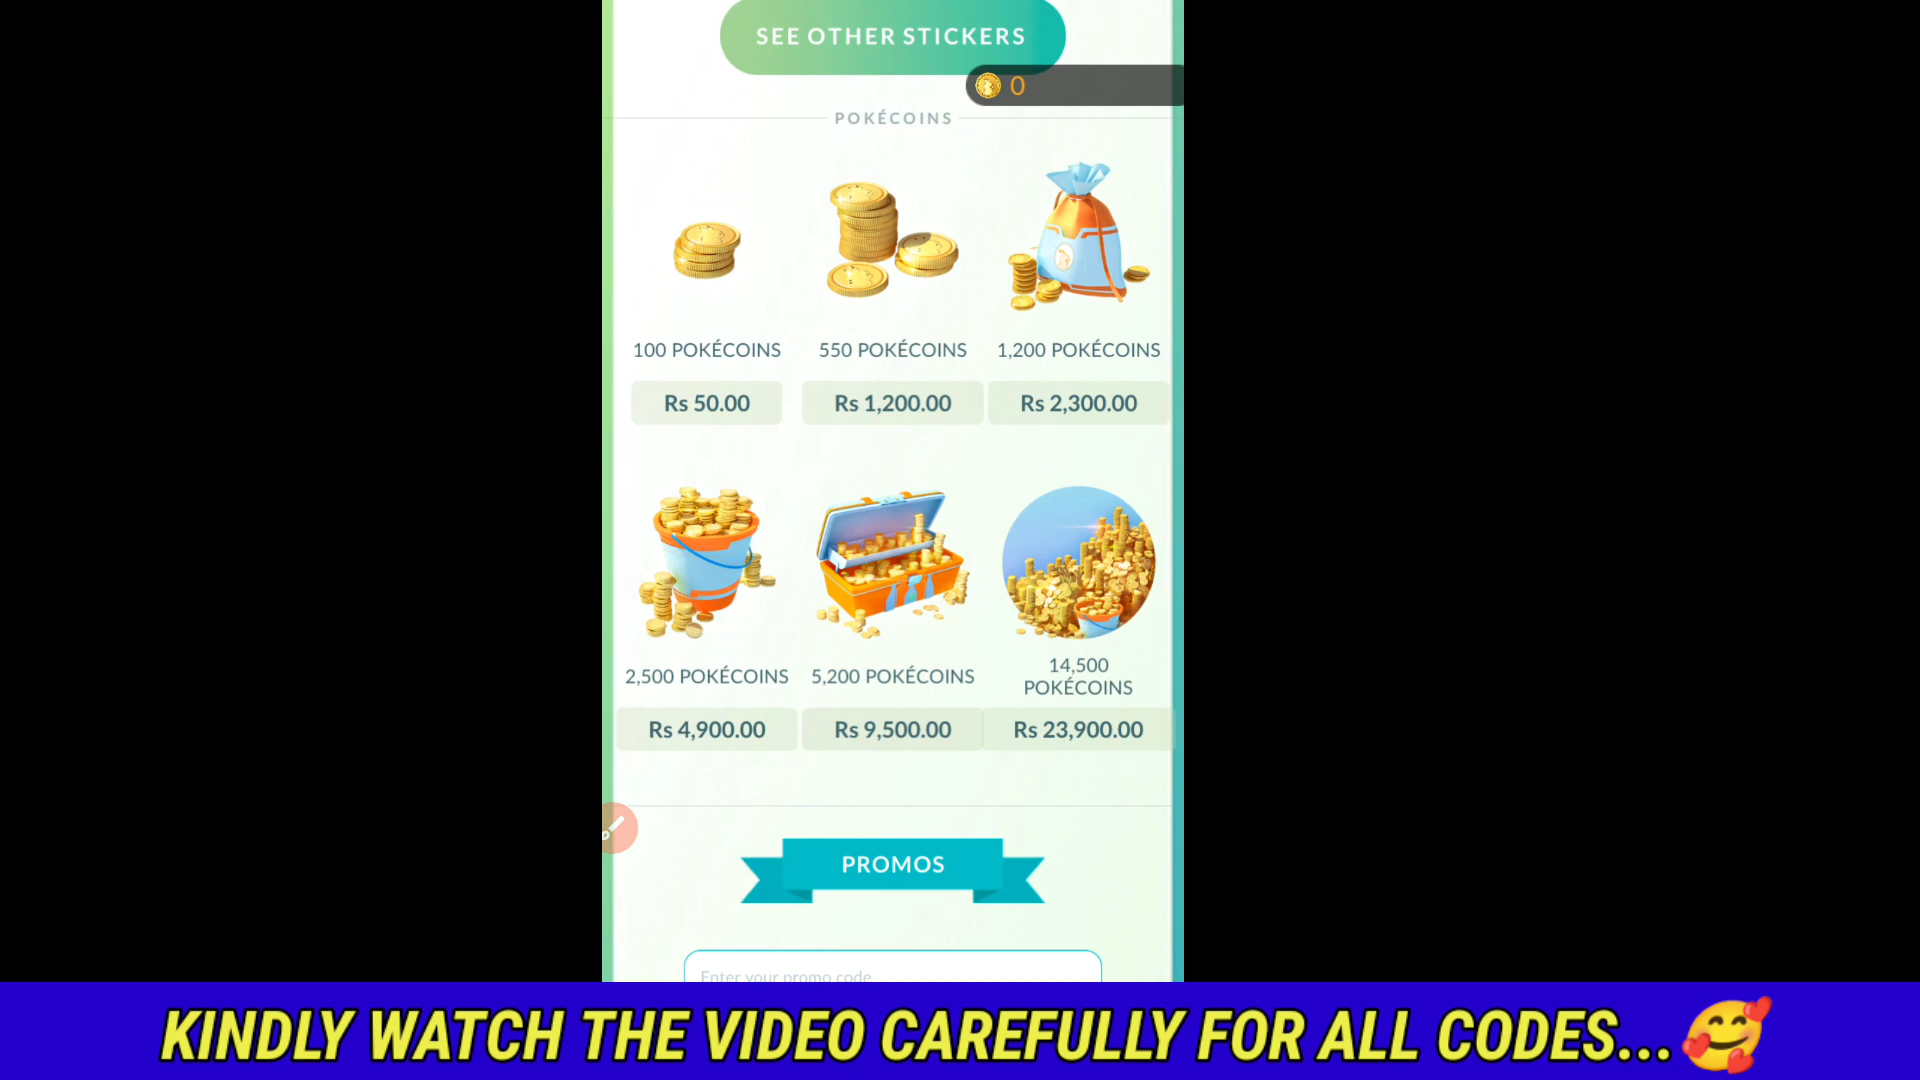 SEE OTHER STICKERS
0
POKÉCOINS
100 POKÉCOINS
550 POKÉCOINS
1,200 POKÉCOINS
Rs 50.00
Rs 1,200.00
Rs 2,300.00
2,500 POKÉCOINS
5,200 POKÉCOINS
14,500
POKÉCOINS
Rs 4,900.00
Rs 9,500.00
Rs 23,900.00
PROMOS
Enter your promo code
KINDLY WATCH THE VIDEO CAREFULLY FOR ALL CODES...🥰